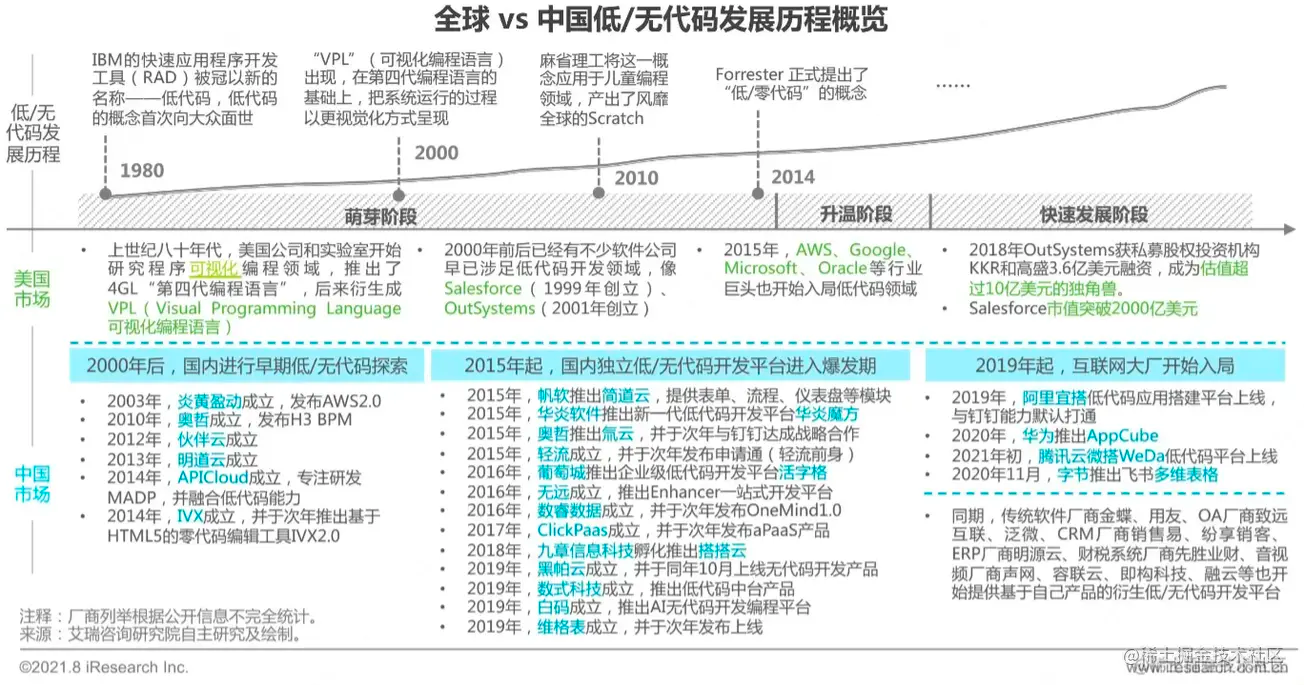 全球 vs 中国低/无代码发展历程概览
低/无
代码发
展历程
IBM的快速应用程序开发
工具（RAD）被冠以新的
名称——低代码，低代码
的概念首次向大众面世
1980
“VPL”（可视化编程语言）
出现，在第四代编程语言的
基础上，把系统运行的过程
以更视觉化方式呈现
2000
麻省理工将这一概
念应用于儿童编程
领域，产出了风靡
全球的Scratch
2010
Forrester 正式提出了
“低/零代码”的概念
2014
……
萌芽阶段
升温阶段
快速发展阶段
美国
市场
• 上世纪八十年代，美国公司和实验室开始
研究程序可视化编程领域，推出了
4GL“第四代编程语言”，后来衍生成
VPL（Visual Programming Language
可视化编程语言）
• 2000年前后已经有不少软件公司
早已涉足低代码开发领域，像
Salesforce（1999年创立）、
OutSystems（2001年创立）
• 2015年，AWS、Google、
Microsoft、Oracle等行业
巨头也开始入局低代码领域
• 2018年OutSystems获私募股权投资机构
KKR和高盛3.6亿美元融资，成为估值超
过10亿美元的独角兽。
• Salesforce市值突破2000亿美元
中国
市场
2000年后，国内进行早期低/无代码探索
• 2003年，炎黄盈动成立，发布AWS2.0
• 2010年，奥哲成立，发布H3 BPM
• 2012年，伙伴云成立
• 2013年，明道云成立
• 2014年，APICloud成立，专注研发
MADP，并融合低代码能力
• 2014年，IVX成立，并于次年推出基于
HTML5的零代码编辑工具IVX2.0
2015年起，国内独立低/无代码开发平台进入爆发期
• 2015年，帆软推出简道云，提供表单、流程、仪表盘等模块
• 2015年，华炎软件推出新一代低代码开发平台华炎魔方
• 2015年，奥哲推出氚云，并于次年与钉钉达成战略合作
• 2015年，轻流成立，并于次年发布申请通（轻流前身）
• 2016年，葡萄城推出企业级低代码开发平台活字格
• 2016年，无远成立，推出Enhancer一站式开发平台
• 2016年，数睿数据成立，并于次年发布OneMind1.0
• 2017年，ClickPaas成立，并于次年发布aPaaS产品
• 2018年，九章信息科技孵化推出搭搭云
• 2019年，黑帕云成立，并于同年10月上线无代码开发产品
• 2019年，数式科技成立，推出低代码中台产品
• 2019年，白码成立，推出AI无代码开发编程平台
• 2019年，维格表成立，并于次年发布上线
2019年起，互联网大厂开始入局
• 2019年，阿里宜搭低代码应用搭建平台上线，
与钉钉能力默认打通
• 2020年，华为推出AppCube
• 2021年初，腾讯云微搭WeDa低代码平台上线
• 2020年11月，字节推出飞书多维表格
• 同期，传统软件厂商金蝶、用友、OA厂商致远
互联、泛微、CRM厂商销售易、纷享销客、
ERP厂商明源云、财税系统厂商先胜业财、音视
频厂商声网、容联云、即构科技、融云等也开
始提供基于自己产品的衍生低/无代码开发平台
注释：厂商列举根据公开信息不完全统计。
来源：艾瑞咨询研究院自主研究及绘制。
©2021.8 iResearch Inc.
www.iresearch.com.cn
@稀土掘金技术社区